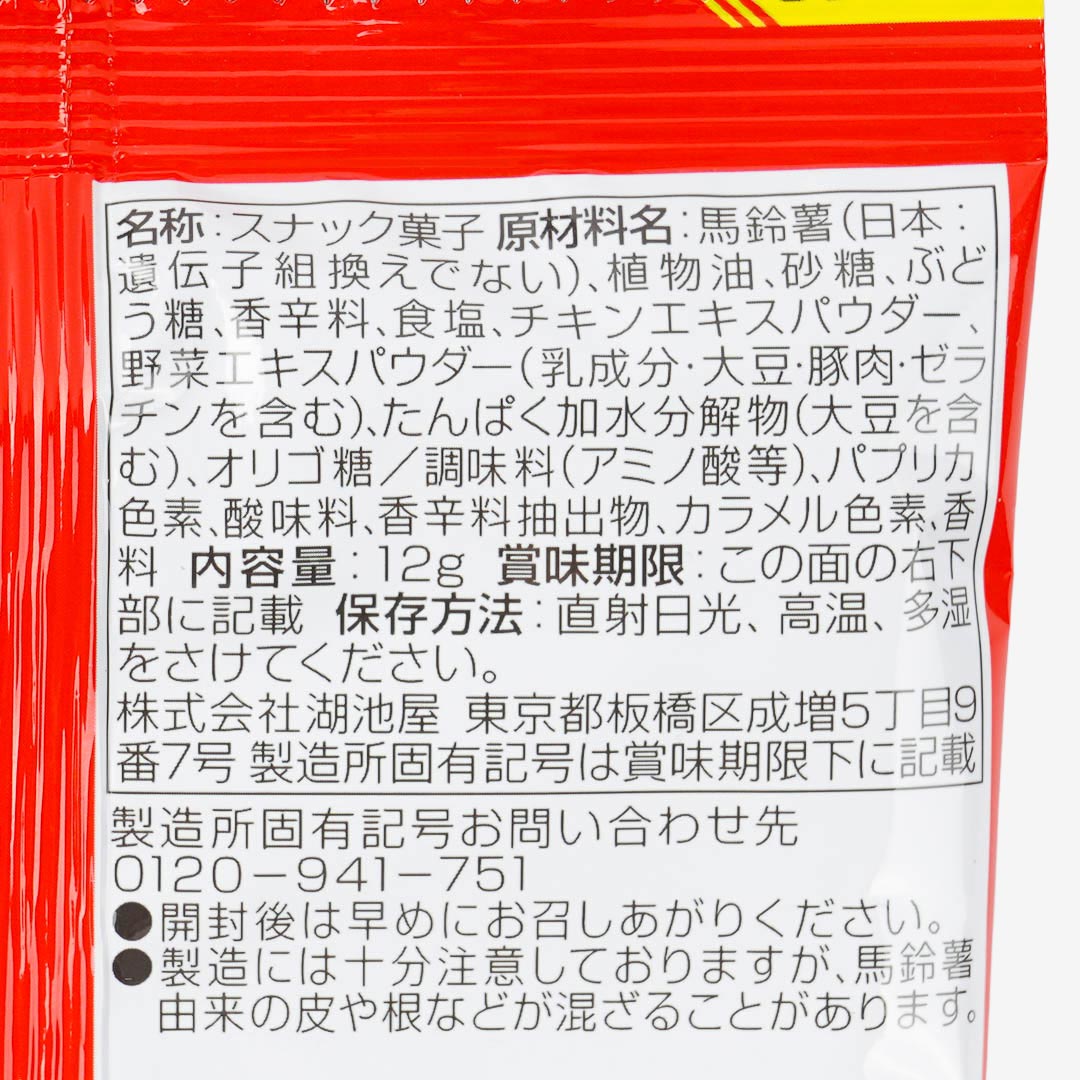 名称：スナック菓子 原材料名：馬鈴薯（日本：
遺伝子組換えでない）、植物油、砂糖、ぶど
う糖、香辛料、食塩、チキンエキスパウダー、
野菜エキスパウダー（乳成分・大豆・豚肉・ゼラ
チンを含む）、たんぱく加水分解物（大豆を含
む）、オリゴ糖／調味料（アミノ酸等）、パプリカ
色素、酸味料、香辛料抽出物、カラメル色素、香
料 内容量：12g 賞味期限：この面の右下
部に記載 保存方法：直射日光、高温、多湿
をさけてください。
株式会社湖池屋 東京都板橋区成増5丁目9
番7号 製造所固有記号は賞味期限下に記載
製造所固有記号お問い合わせ先
0120－941－751
●開封後は早めにお召しあがりください。
●製造には十分注意しておりますが、馬鈴薯
由来の皮や根などが混ざることがあります。